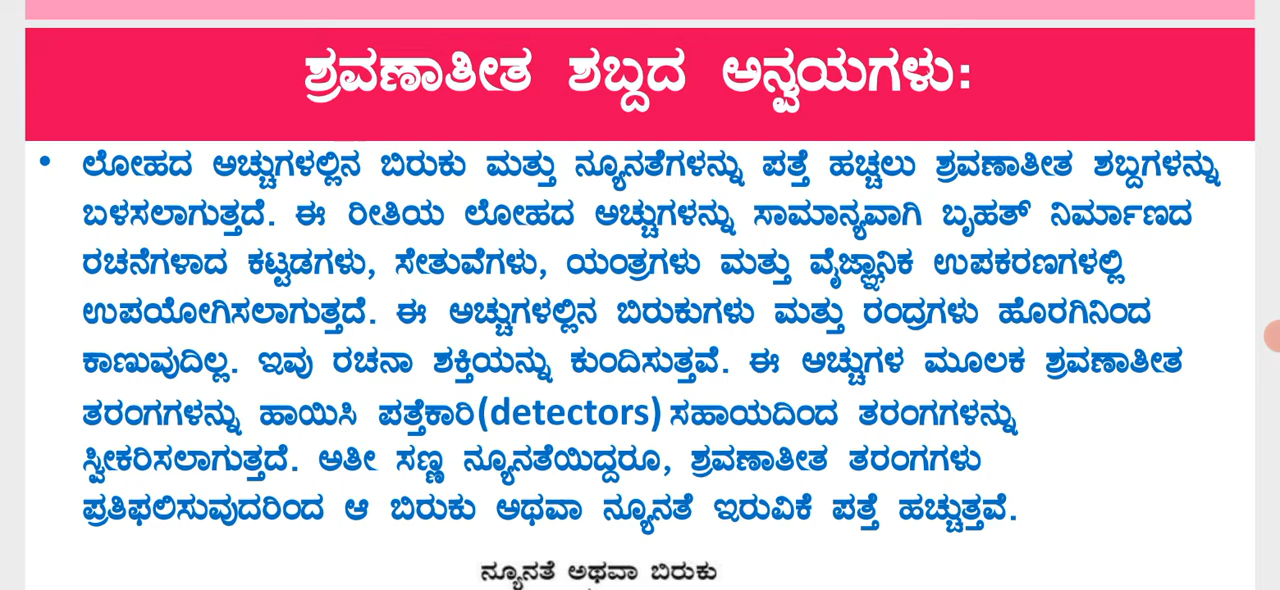 ಶ್ರವಣಾತೀತ ಶಬ್ದದ ಅನ್ವಯಗಳು:
• ಲೋಹದ ಅಚ್ಚುಗಳಲ್ಲಿನ ಬಿರುಕು ಮತ್ತು ನ್ಯೂನತೆಗಳನ್ನು ಪತ್ತೆ ಹಚ್ಚಲು ಶ್ರವಣಾತೀತ ಶಬ್ದಗಳನ್ನು
ಬಳಸಲಾಗುತ್ತದೆ. ಈ ರೀತಿಯ ಲೋಹದ ಅಚ್ಚುಗಳನ್ನು ಸಾಮಾನ್ಯವಾಗಿ ಬೃಹತ್ ನಿರ್ಮಾಣದ
ರಚನೆಗಳಾದ ಕಟ್ಟಡಗಳು, ಸೇತುವೆಗಳು, ಯಂತ್ರಗಳು ಮತ್ತು ವೈಜ್ಞಾನಿಕ ಉಪಕರಣಗಳಲ್ಲಿ
ಉಪಯೋಗಿಸಲಾಗುತ್ತದೆ. ಈ ಅಚ್ಚುಗಳಲ್ಲಿನ ಬಿರುಕುಗಳು ಮತ್ತು ರಂದ್ರಗಳು ಹೊರಗಿನಿಂದ
ಕಾಣುವುದಿಲ್ಲ. ಇವು ರಚನಾ ಶಕ್ತಿಯನ್ನು ಕುಂದಿಸುತ್ತವೆ. ಈ ಅಚ್ಚುಗಳ ಮೂಲಕ ಶ್ರವಣಾತೀತ
ತರಂಗಗಳನ್ನು ಹಾಯಿಸಿ ಪತ್ತೆಕಾರಿ(detectors) ಸಹಾಯದಿಂದ ತರಂಗಗಳನ್ನು
ಸ್ವೀಕರಿಸಲಾಗುತ್ತದೆ. ಅತೀ ಸಣ್ಣ ನ್ಯೂನತೆಯಿದ್ದರೂ, ಶ್ರವಣಾತೀತ ತರಂಗಗಳು
ಪ್ರತಿಫಲಿಸುವುದರಿಂದ ಆ ಬಿರುಕು ಅಥವಾ ನ್ಯೂನತೆ ಇರುವಿಕೆ ಪತ್ತೆ ಹಚ್ಚುತ್ತವೆ.
ನ್ಯೂನತೆ ಅಥವಾ ಬಿರುಕು